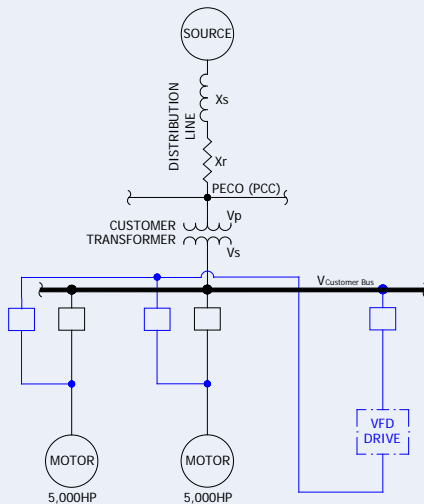 SOURCE
DISTRIBUTION
LINE
Xs
Xr
PECO (PCC)
CUSTOMER
TRANSFORMER
Vp
Vs
V Customer Bus
VFD
DRIVE
MOTOR
MOTOR
5,000HP
5,000HP